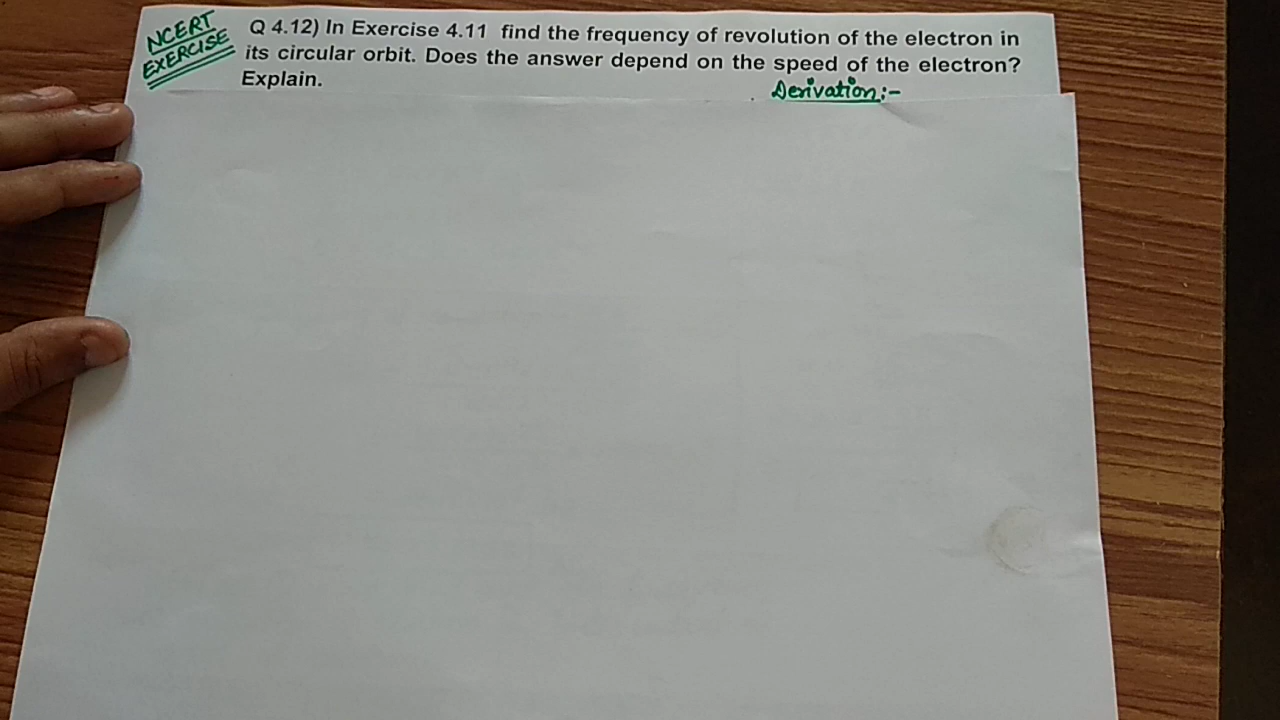 NCERT
EXERCISE
Q 4.12) In Exercise 4.11 find the frequency of revolution of the electron in
its circular orbit. Does the answer depend on the speed of the electron?
Explain.
Derivation:-